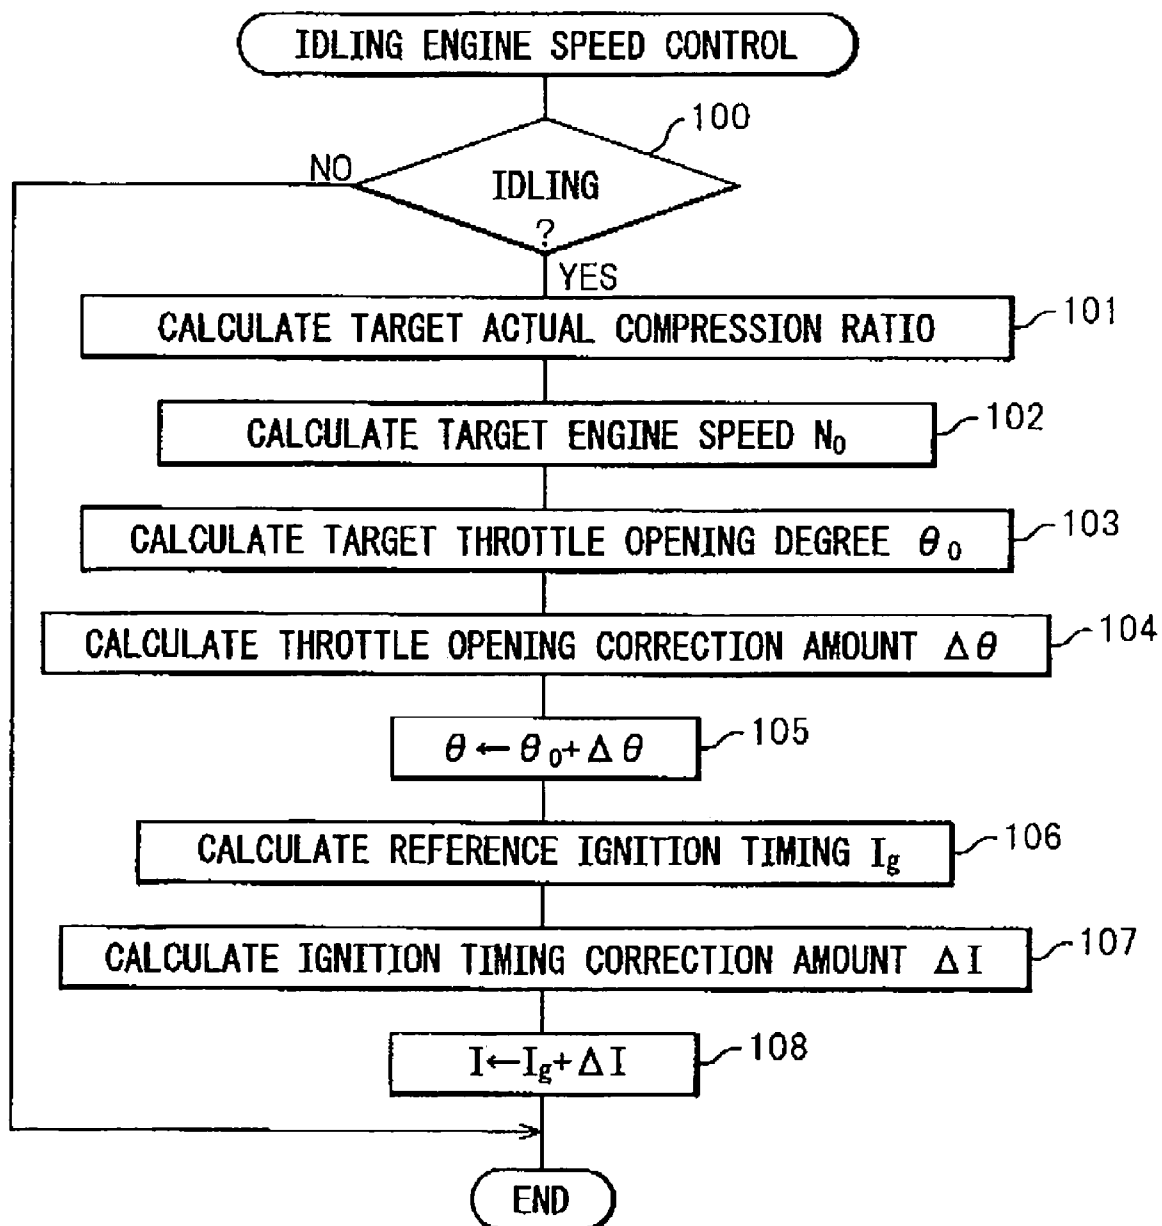 IDLING ENGINE SPEED CONTROL
100
NO
IDLING
?
YES
CALCULATE TARGET ACTUAL COMPRESSION RATIO
101
CALCULATE TARGET ENGINE SPEED N₀
102
CALCULATE TARGET THROTTLE OPENING DEGREE θ₀
103
CALCULATE THROTTLE OPENING CORRECTION AMOUNT Δθ
104
θ←θ₀+Δθ
105
CALCULATE REFERENCE IGNITION TIMING Ig
106
CALCULATE IGNITION TIMING CORRECTION AMOUNT ΔI
107
I←Ig+ΔI
108
END